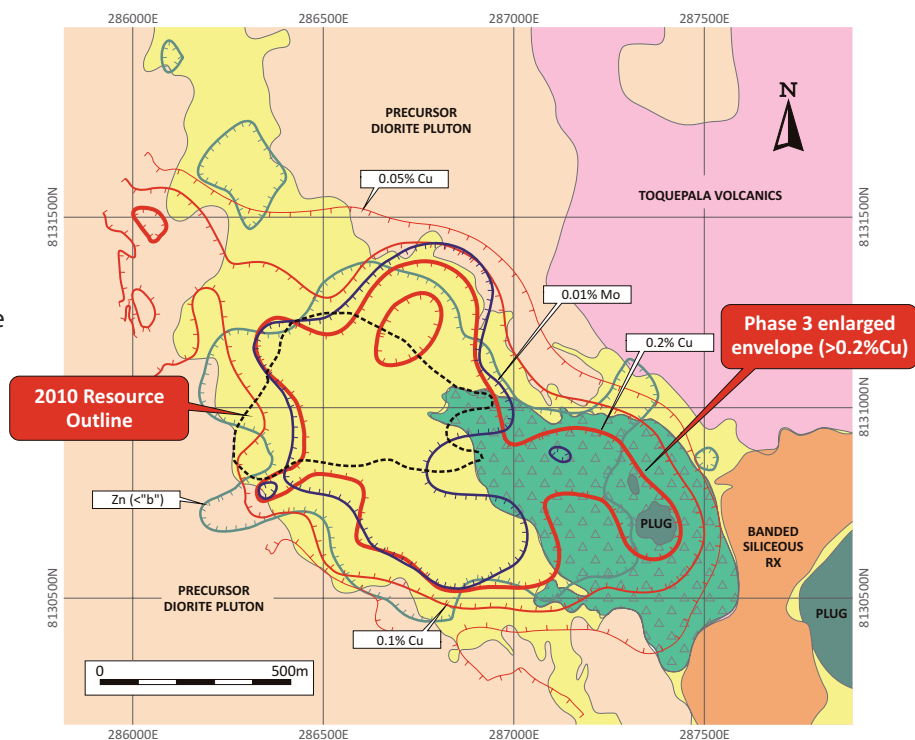 286000E
286500E
287000E
287500E
N
PRECURSOR
DIORITE PLUTON
0.05% Cu
TOQUEPALA VOLCANICS
8131500N
8131500N
0.01% Mo
e
Phase 3 enlarged
envelope (>0.2%Cu)
0.2% Cu
2010 Resource
Outline
8131000N
8131000N
Zn (<"b")
PLUG
BANDED
SILICEOUS
RX
PRECURSOR
DIORITE PLUTON
8130500N
8130500N
PLUG
0.1% Cu
0
500m
286000E
286500E
287000E
287500E